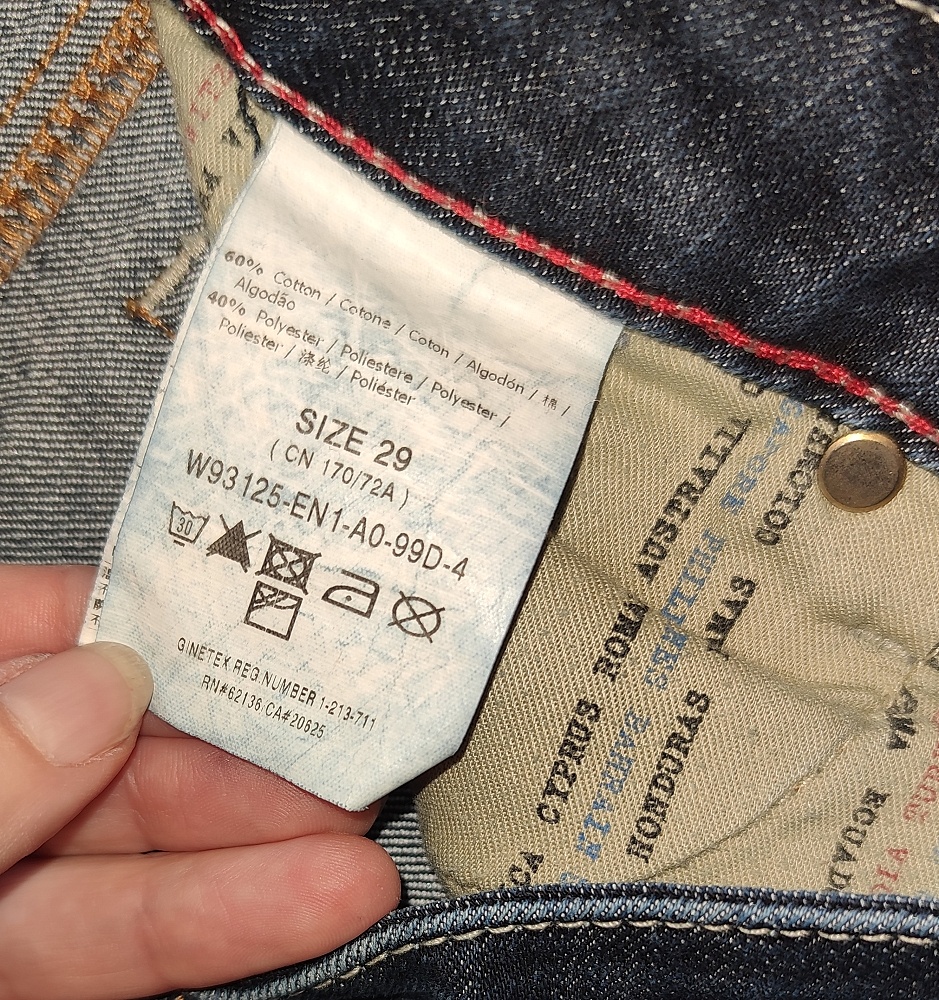 60% Cotton / Cotone / Coton / Algodón / 棉 /
Algodão
40% Polyester / Poliestere / Polyester /
Poliester / 涤纶 / Poliéster
SIZE 29
( CN 170/72A )
W93125-EN1-A0-99D-4
30
GINETEX REG.NUMBER 1-213-711
RN#62136 CA#20625
AUSTRALIA
ROMA
CYPRUS
PHILIPPINES
BAHRAIN
HONDURAS